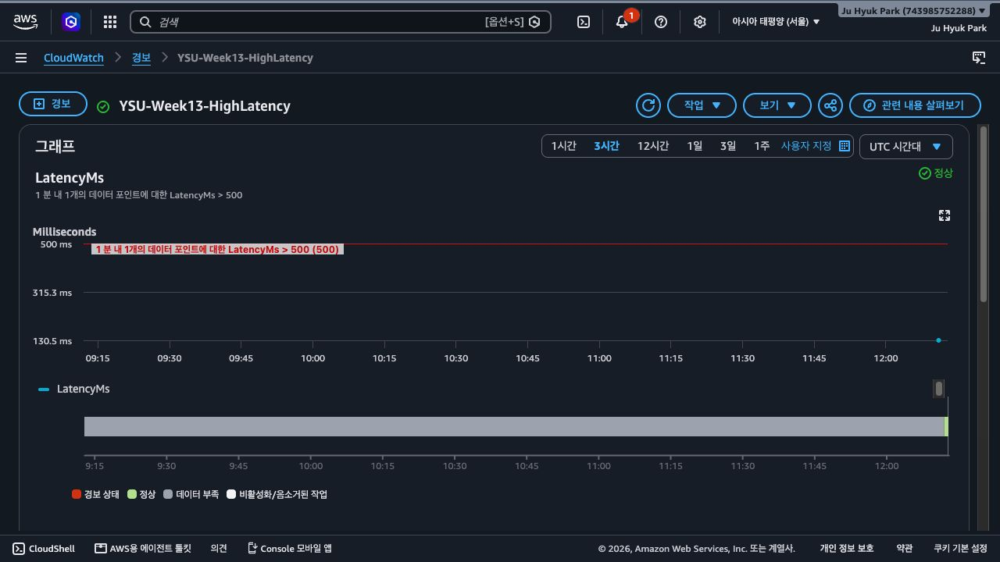 aws
검색 [옵션+S]
1
아시아 태평양 (서울)
Ju Hyuk Park (743985752288)
Ju Hyuk Park
CloudWatch 경보 YSU-Week13-HighLatency
경보 YSU-Week13-HighLatency
작업 보기 관련 내용 살펴보기
그래프
1시간 3시간 12시간 1일 3일 1주 사용자 지정 UTC 시간대
LatencyMs
정상
1 분 내 1개의 데이터 포인트에 대한 LatencyMs > 500
Milliseconds
500 ms
1 분 내 1개의 데이터 포인트에 대한 LatencyMs > 500 (500)
315.3 ms
130.5 ms
09:15 09:30 09:45 10:00 10:15 10:30 10:45 11:00 11:15 11:30 11:45 12:00
LatencyMs
9:15 9:30 9:45 10:00 10:15 10:30 10:45 11:00 11:15 11:30 11:45 12:00
경보 상태 정상 데이터 부족 비활성화/음소거된 작업
CloudShell AWS용 에이전트 툴킷 의견 Console 모바일 앱 © 2026, Amazon Web Services, Inc. 또는 계열사. 개인 정보 보호 약관 쿠키 기본 설정